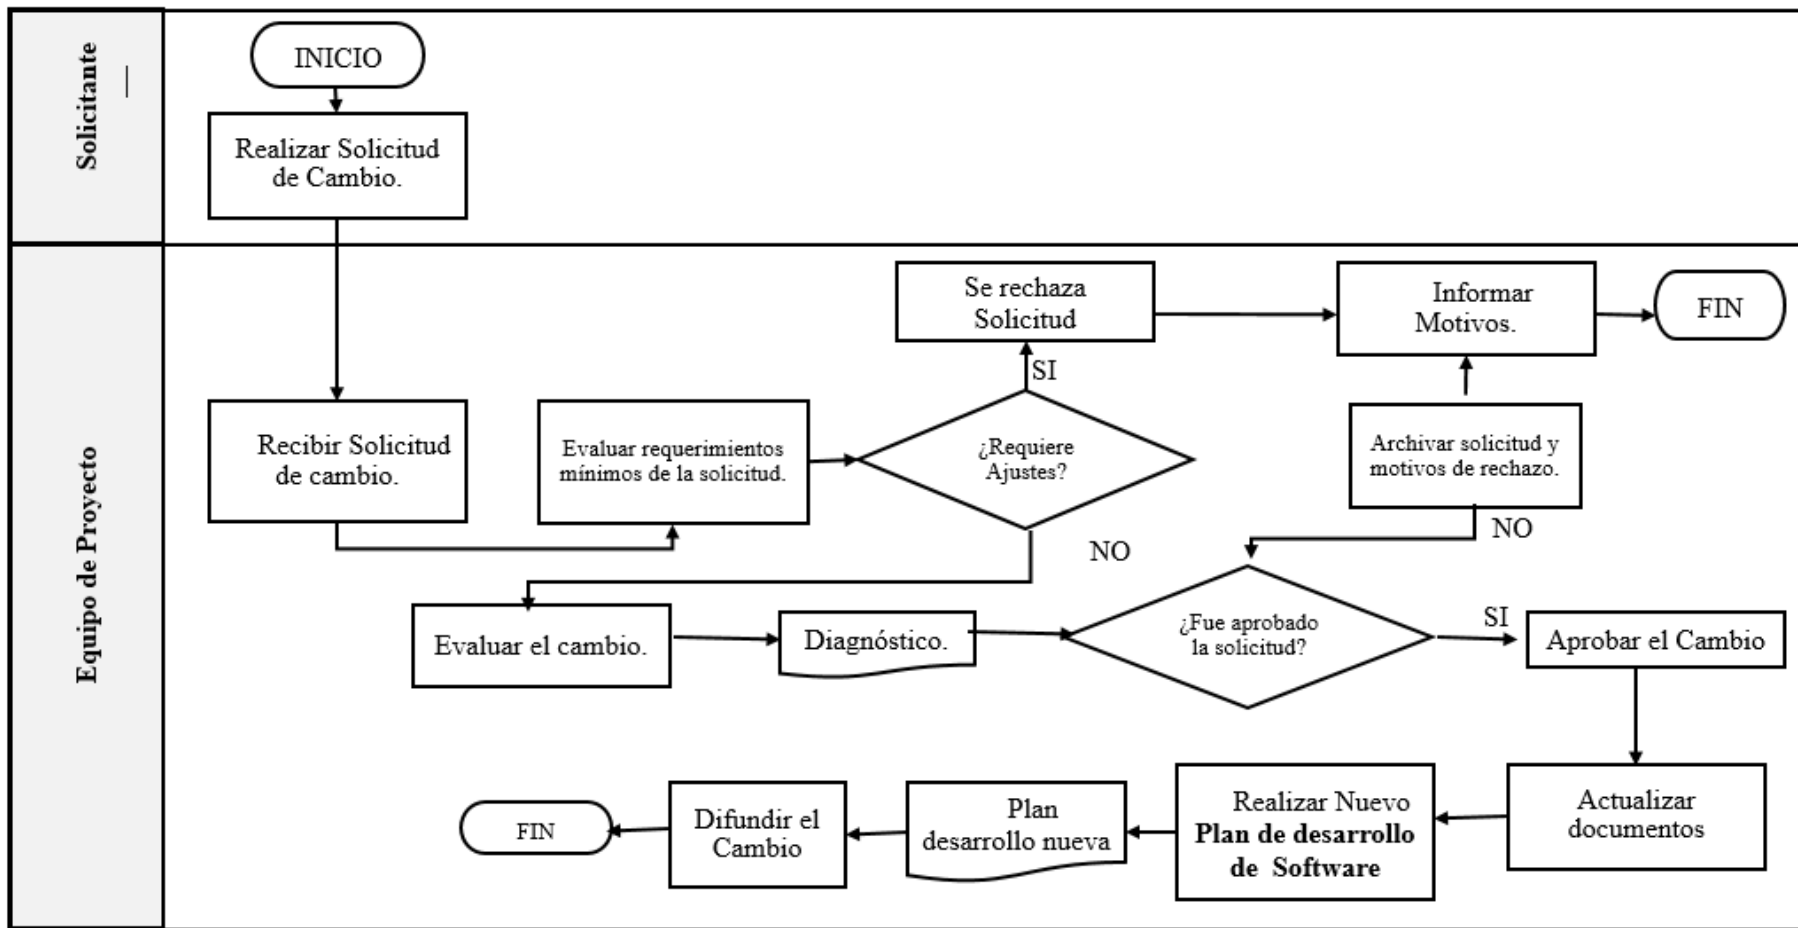 Solicitante
INICIO
Realizar Solicitud
de Cambio.
Equipo de Proyecto
Se rechaza
Solicitud
Informar
Motivos.
FIN
SI
Recibir Solicitud
de cambio.
Evaluar requerimientos
mínimos de la solicitud.
¿Requiere
Ajustes?
Archivar solicitud y
motivos de rechazo.
NO
NO
Evaluar el cambio.
Diagnóstico.
¿Fue aprobado
la solicitud?
SI
Aprobar el Cambio
FIN
Difundir el
Cambio
Plan
desarrollo nueva
Realizar Nuevo
Plan de desarrollo
de Software
Actualizar
documentos